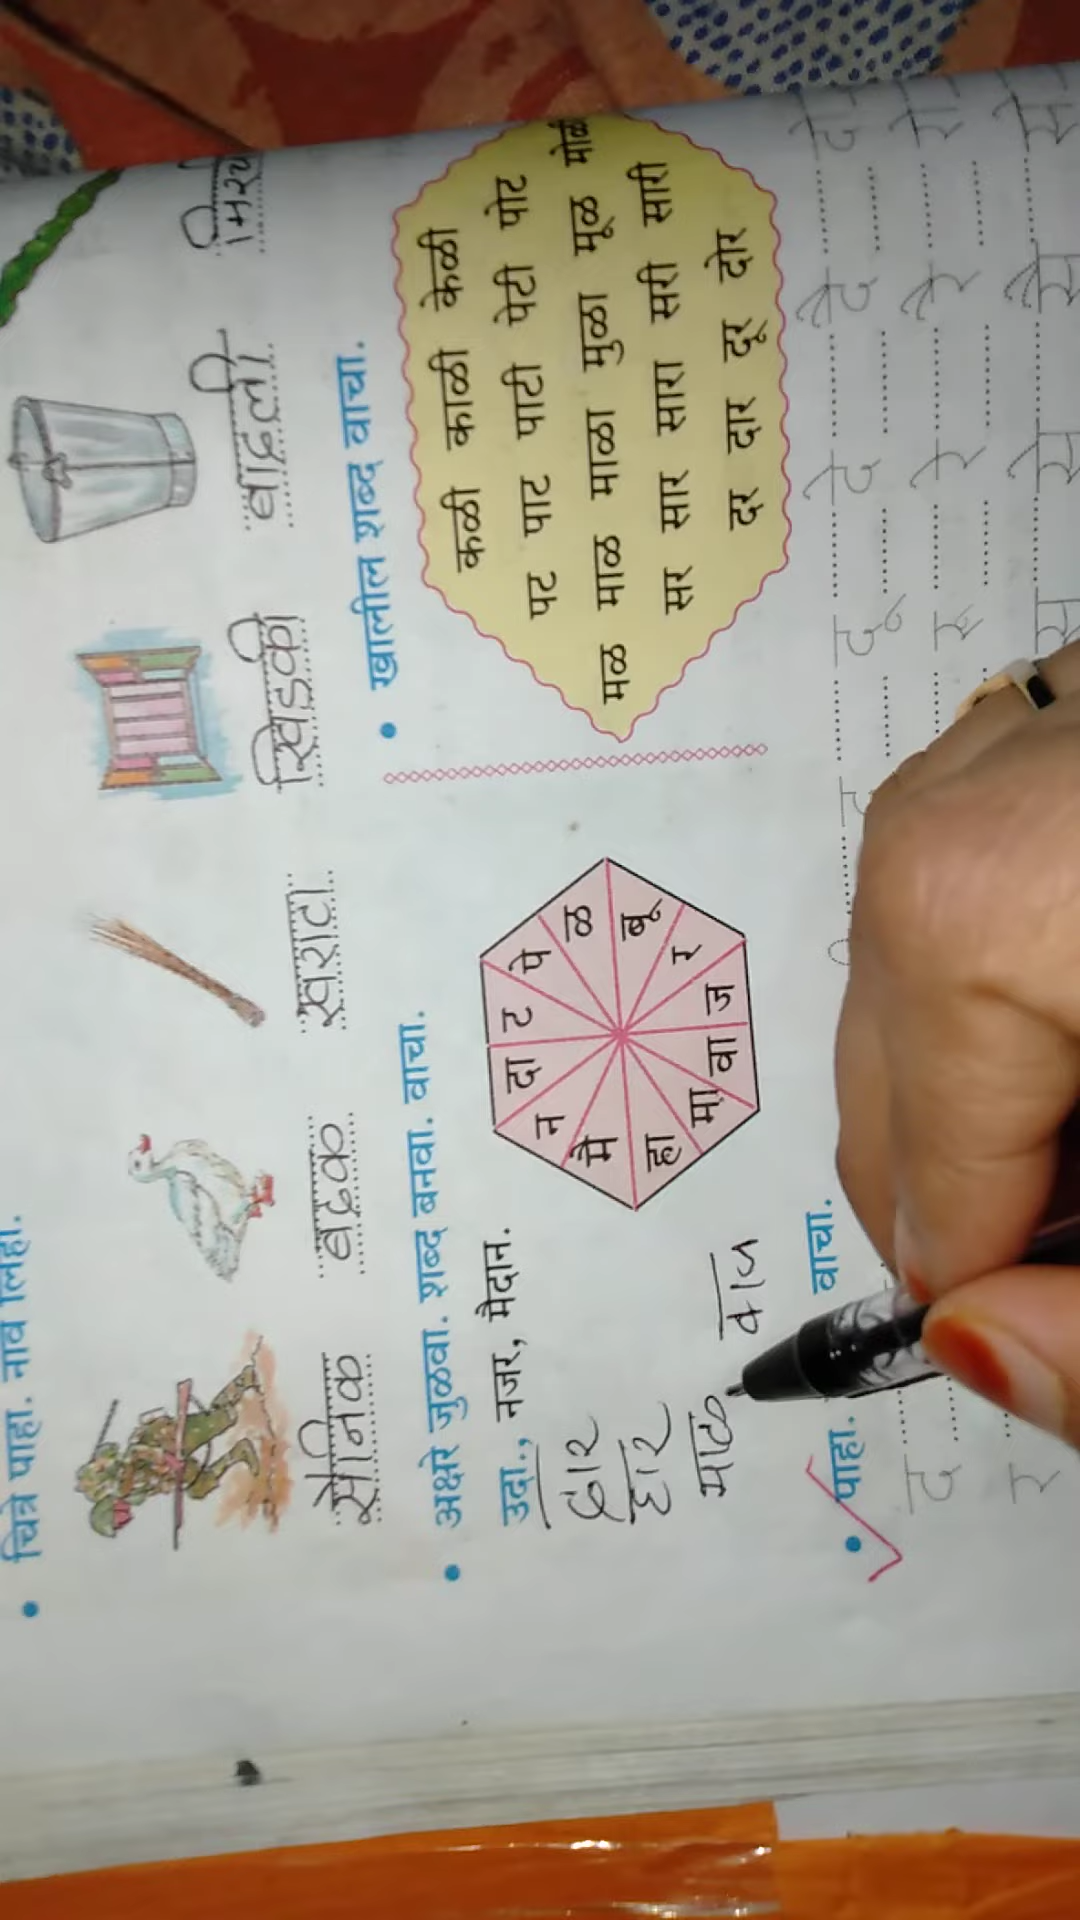 चित्रे पाहा. नावे लिहा.
सैनिक बदक खराटा खिडकी बादली
अक्षरे जुळवा. शब्द बनवा. वाचा.
उदा., नजर, मैदान.
दार
हार
माळ
वाज
न दा ट पे ळ
मै बू
हा र
मा वा ज
खालील शब्द वाचा.
कळी काळी केळी
पट पाट पाटी पेटी पोट
मळ माळ माळा मुळा मूळ मोळी
सर सार सारा सरी सारी
दर दार दूर दोर
पाहा. वाचा.
द दू दे दै
र रू रे रै
स से सै